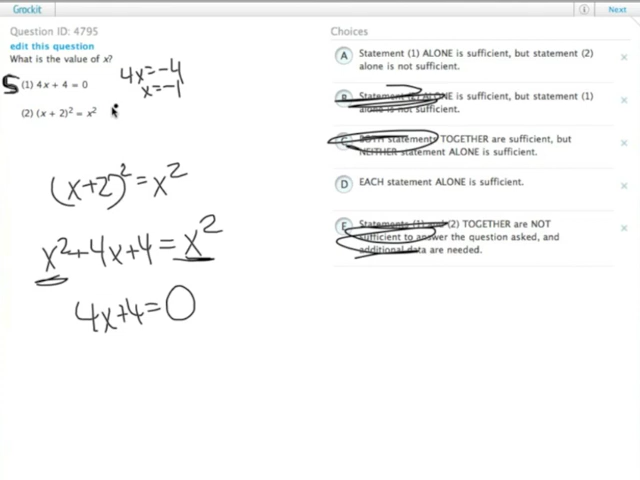 Grockit
Next
Question ID: 4795
edit this question
What is the value of x?
S (1) 4x + 4 = 0
4x=-4
x=-1
(2) (x + 2)² = x²
(x+2)²=x²
x²+4x+4=x²
4x+4=0
Choices
A Statement (1) ALONE is sufficient, but statement (2)
alone is not sufficient.
B Statement (2) ALONE is sufficient, but statement (1)
alone is not sufficient.
C BOTH statements TOGETHER are sufficient, but
NEITHER statement ALONE is sufficient.
D EACH statement ALONE is sufficient.
E Statements (1) and (2) TOGETHER are NOT
sufficient to answer the question asked, and
additional data are needed.